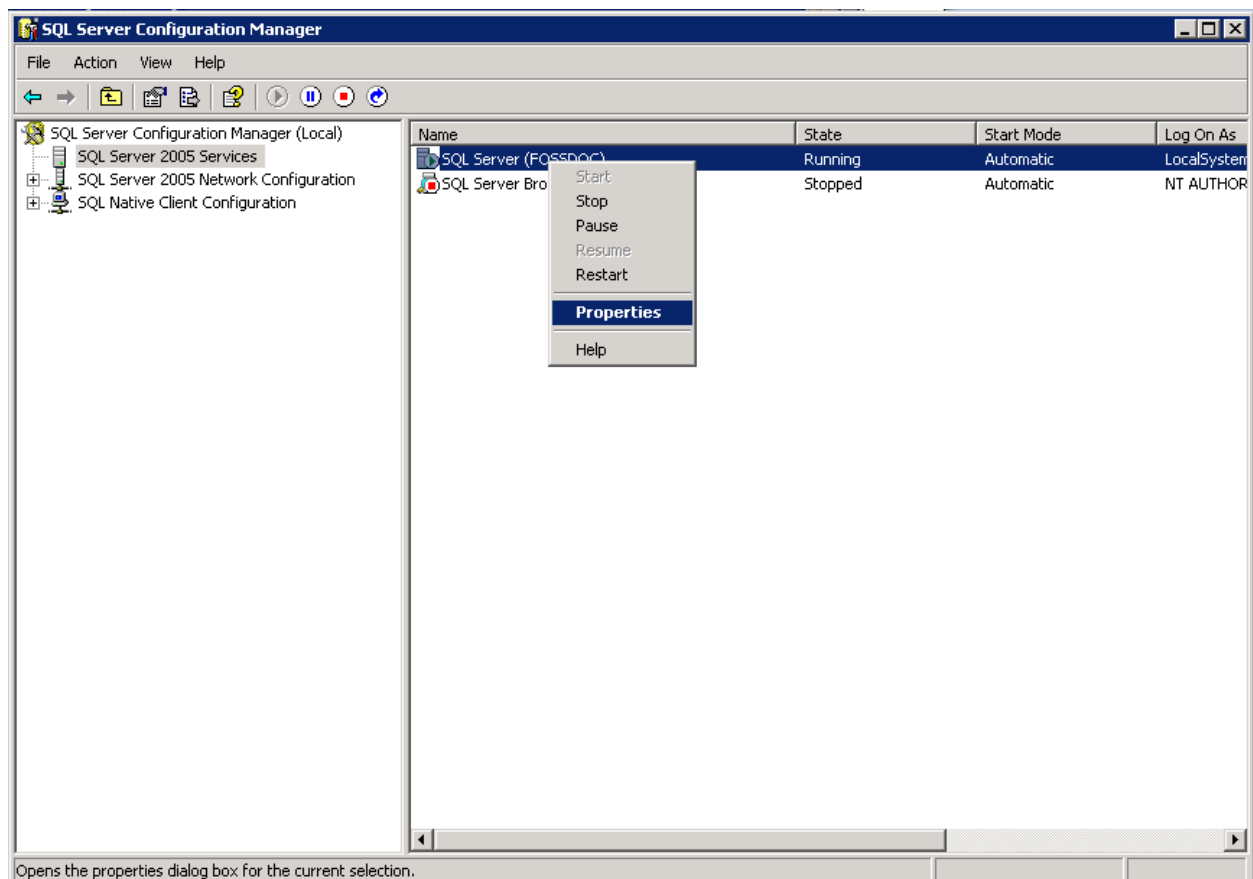 SQL Server Configuration Manager
File Action View Help
SQL Server Configuration Manager (Local)
SQL Server 2005 Services
SQL Server 2005 Network Configuration
SQL Native Client Configuration
Name State Start Mode Log On As
SQL Server (FOSSDOC) Running Automatic LocalSystem
SQL Server Bro Stopped Automatic NT AUTHOR
Start
Stop
Pause
Resume
Restart
Properties
Help
Opens the properties dialog box for the current selection.